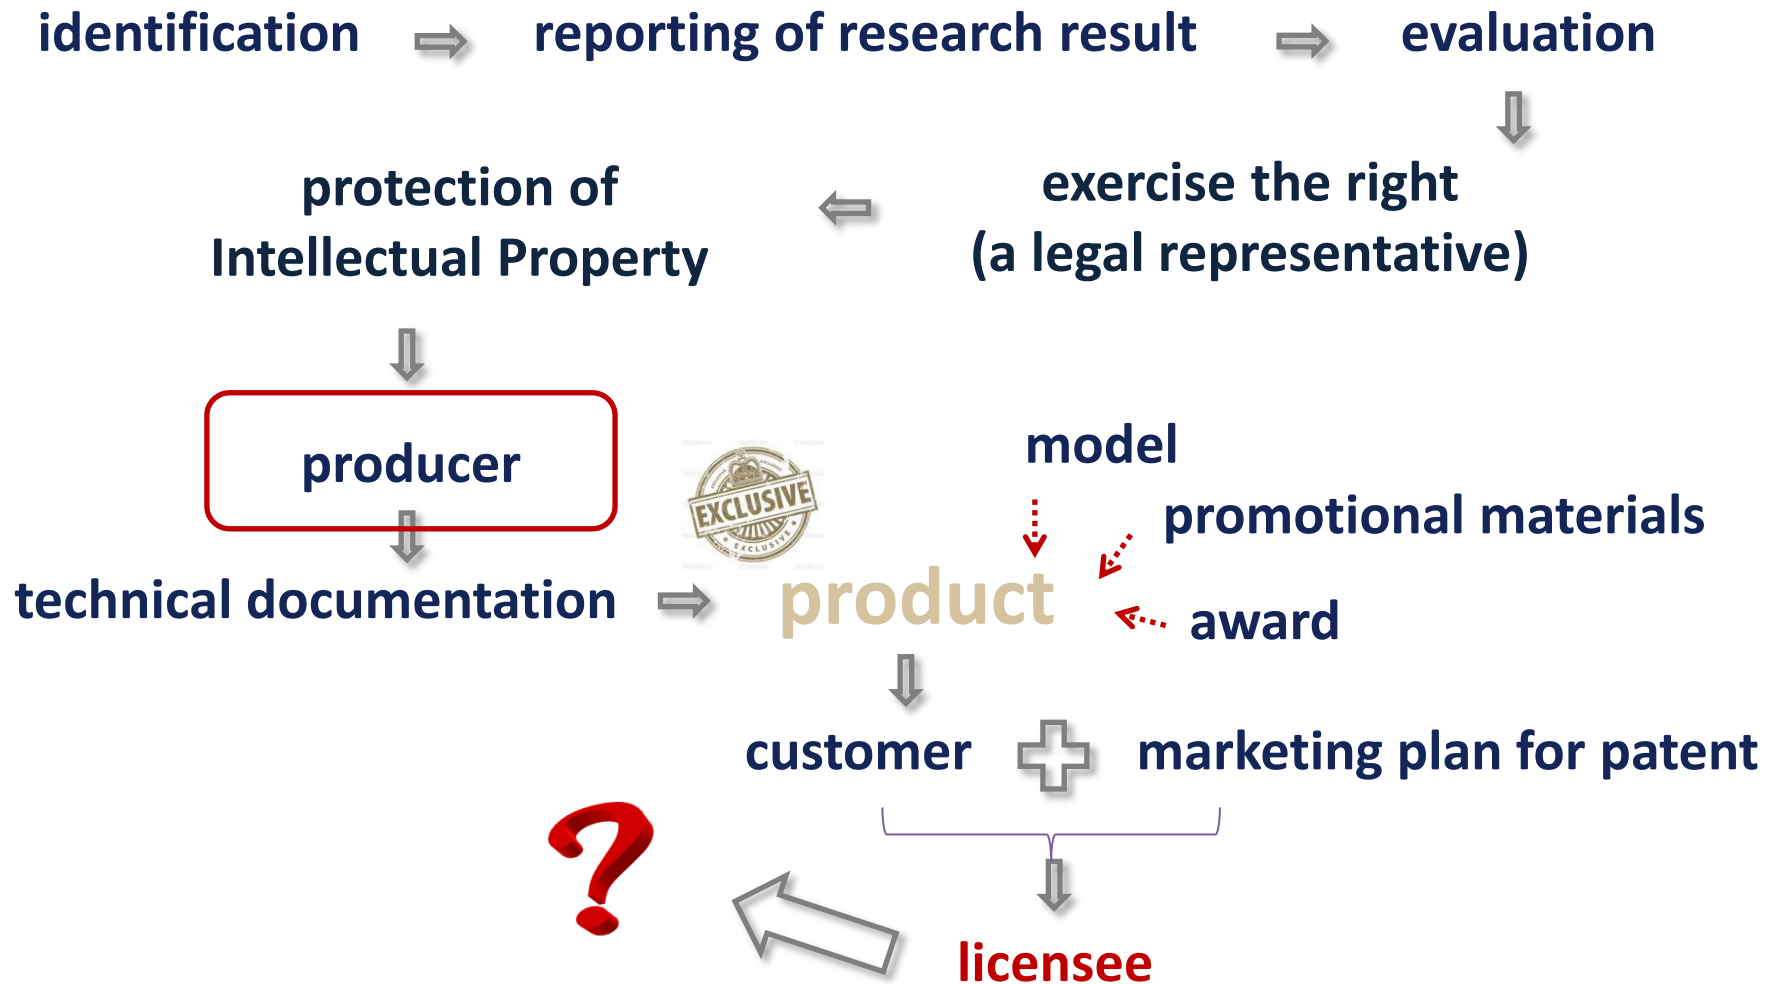 identification
reporting of research result
evaluation
protection of
Intellectual Property
exercise the right
(a legal representative)
producer
EXCLUSIVE
EXCLUSIVE
model
promotional materials
technical documentation
product
award
customer
marketing plan for patent
?
licensee